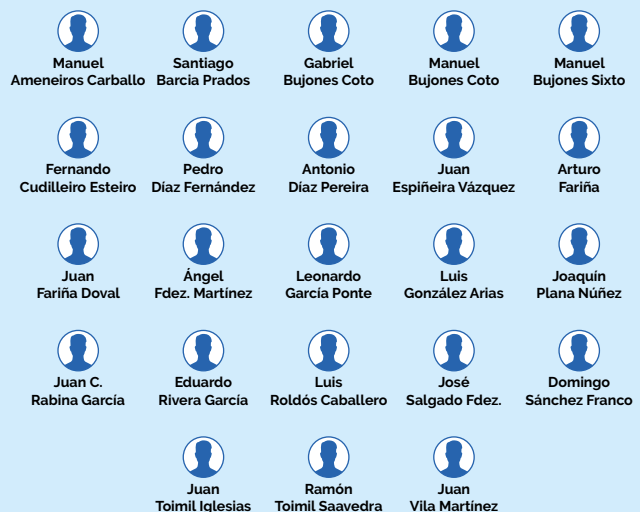 Manuel
Ameneiros Carballo
Santiago
Barcia Prados
Gabriel
Bujones Coto
Manuel
Bujones Coto
Manuel
Bujones Sixto
Fernando
Cudilleiro Esteiro
Pedro
Díaz Fernández
Antonio
Díaz Pereira
Juan
Espiñeira Vázquez
Arturo
Fariña
Juan
Fariña Doval
Ángel
Fdez. Martínez
Leonardo
García Ponte
Luis
González Arias
Joaquín
Plana Núñez
Juan C.
Rabina García
Eduardo
Rivera García
Luis
Roldós Caballero
José
Salgado Fdez.
Domingo
Sánchez Franco
Juan
Toimil Iglesias
Ramón
Toimil Saavedra
Juan
Vila Martínez